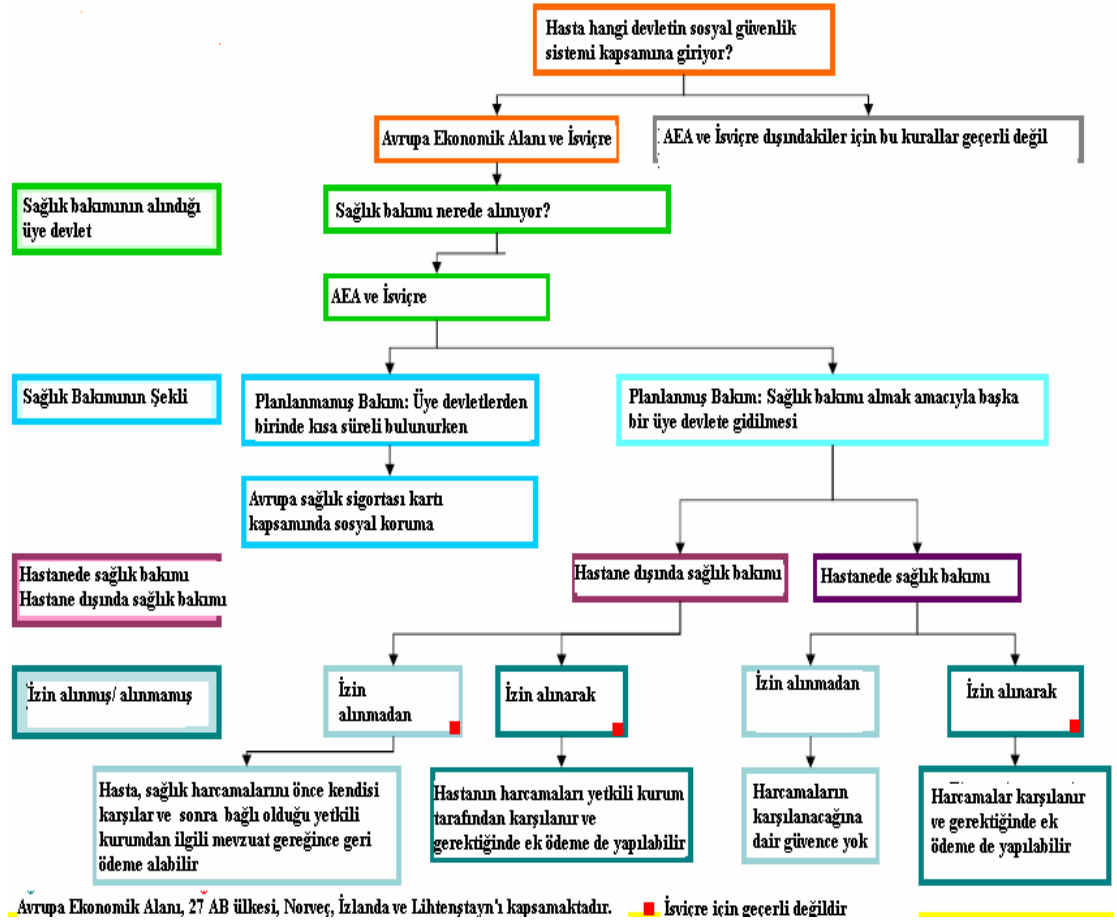 Hasta hangi devletin sosyal güvenlik
sistemi kapsamına giriyor?
Avrupa Ekonomik Alanı ve İsviçre
AEA ve İsviçre dışındakiler için bu kurallar geçerli değil
Sağlık bakımının alındığı
üye devlet
Sağlık bakımı nerede alınıyor?
AEA ve İsviçre
Sağlık Bakımının Şekli
Planlanmamış Bakım: Üye devletlerden
birinde kısa süreli bulunurken
Planlanmış Bakım: Sağlık bakımı almak amacıyla başka
bir üye devlete gidilmesi
Avrupa sağlık sigortası kartı
kapsamında sosyal koruma
Hastanede sağlık bakımı
Hastane dışında sağlık bakımı
Hastane dışında sağlık bakımı
Hastanede sağlık bakımı
İzin alınmış/ alınmamış
İzin
alınmadan
İzin alınarak
İzin alınmadan
İzin alınarak
Hasta, sağlık harcamalarını önce kendisi
karşılar ve sonra bağlı olduğu yetkili
kurumdan ilgili mevzuat gereğince geri
ödeme alabilir
Hastanın harcamaları yetkili kurum
tarafından karşılanır ve
gerektiğinde ek ödeme de yapılabilir
Harcamaların
karşılanacağına
dair güvence yok
Harcamalar karşılanır
ve gerektiğinde ek
ödeme de yapılabilir
Avrupa Ekonomik Alanı, 27 AB ülkesi, Norveç, İzlanda ve Lihtenştayn'ı kapsamaktadır.
İsviçre için geçerli değildir